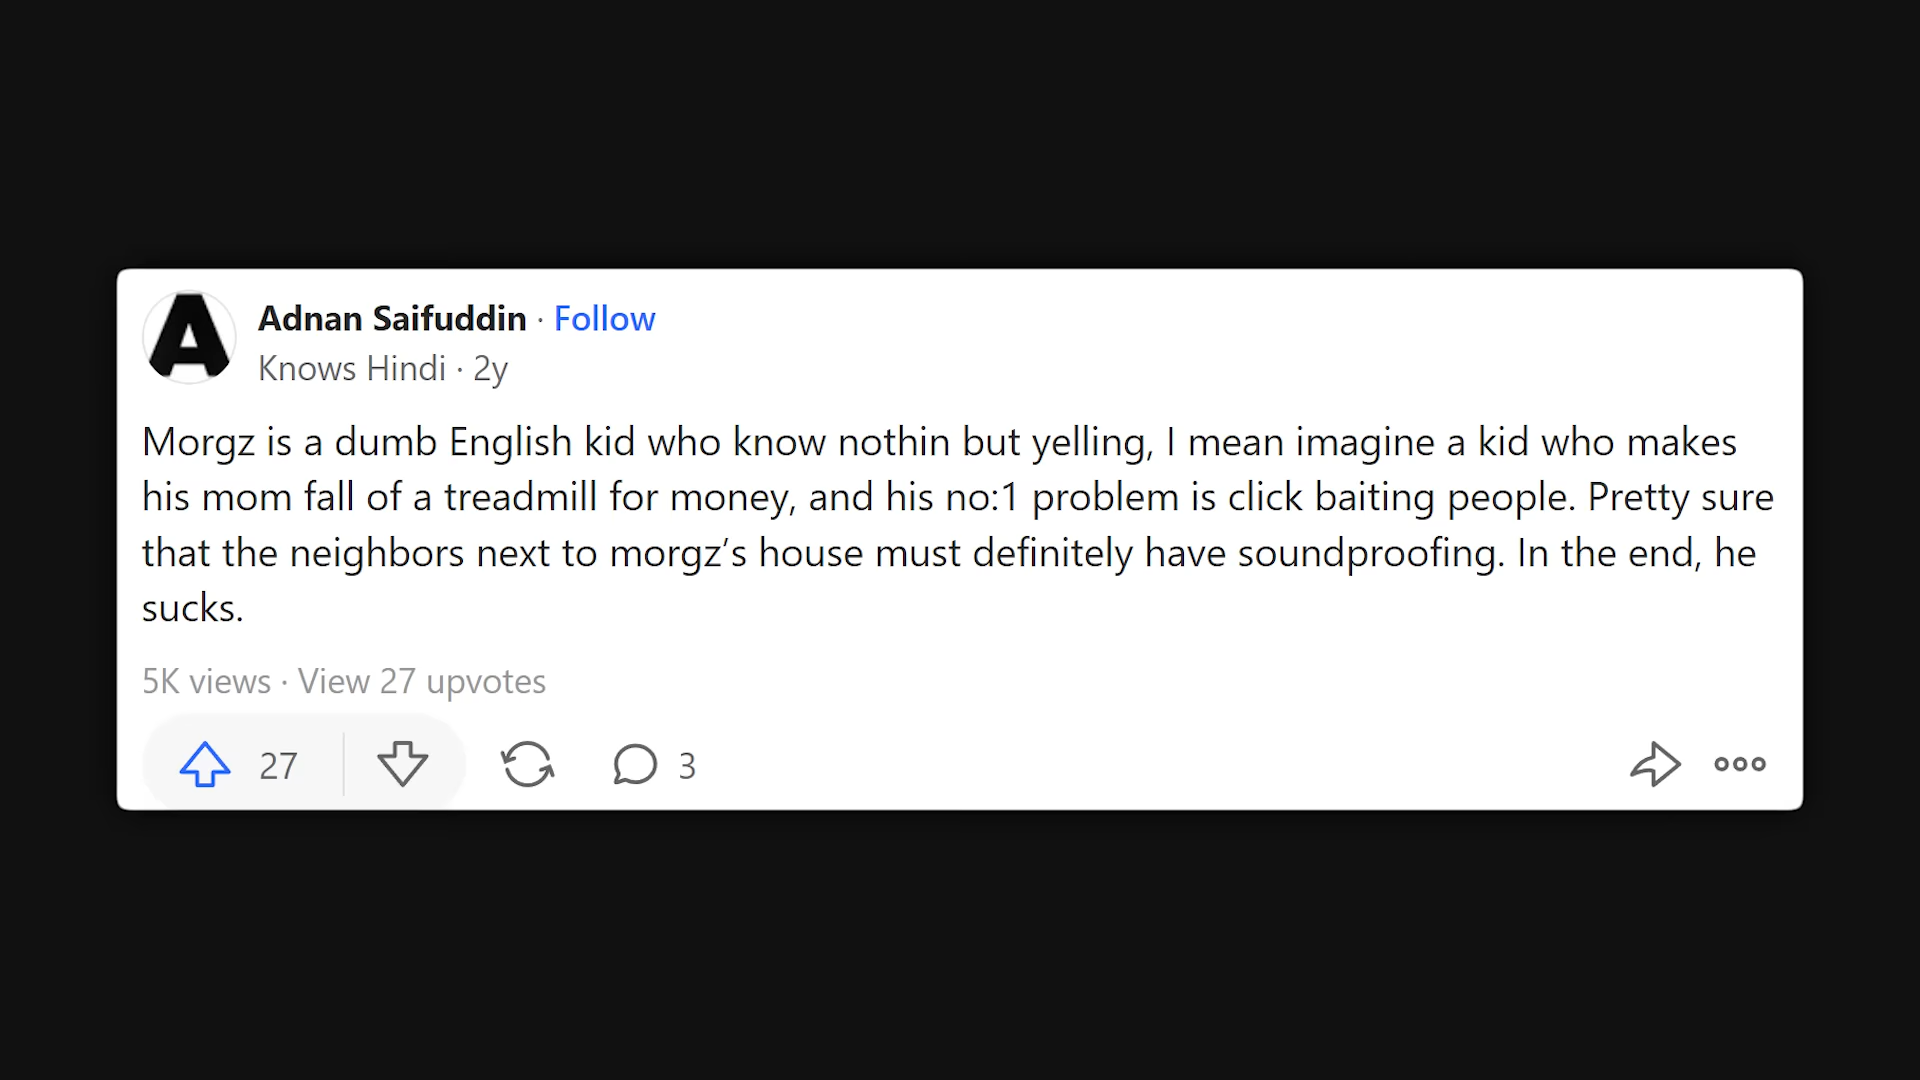 A
Adnan Saifuddin · Follow
Knows Hindi · 2y
Morgz is a dumb English kid who know nothin but yelling, I mean imagine a kid who makes
his mom fall of a treadmill for money, and his no:1 problem is click baiting people. Pretty sure
that the neighbors next to morgz’s house must definitely have soundproofing. In the end, he
sucks.
5K views · View 27 upvotes
27 3